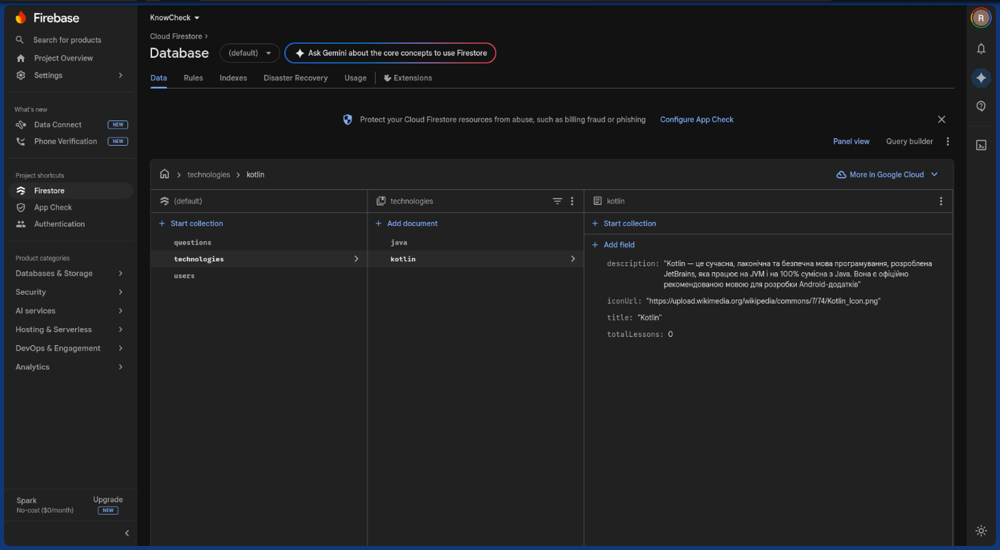 Firebase
Search for products
Project Overview
Settings
What's new
Data Connect NEW
Phone Verification NEW
Project shortcuts
Firestore
App Check
Authentication
Product categories
Databases & Storage
Security
AI services
Hosting & Serverless
DevOps & Engagement
Analytics
Spark
No-cost ($0/month)
Upgrade
NEW
KnowCheck
Cloud Firestore
Database
(default)
Ask Gemini about the core concepts to use Firestore
R
Data Rules Indexes Disaster Recovery Usage Extensions
Protect your Cloud Firestore resources from abuse, such as billing fraud or phishing Configure App Check
Panel view Query builder
technologies kotlin
More in Google Cloud
(default)
+ Start collection
questions
technologies
users
technologies
+ Add document
java
kotlin
kotlin
+ Start collection
+ Add field
description: "Kotlin — це сучасна, лаконічна та безпечна мова програмування, розроблена
JetBrains, яка працює на JVM і на 100% сумісна з Java. Вона є офіційно
рекомендованою мовою для розробки Android-додатків"
iconUrl: "https://upload.wikimedia.org/wikipedia/commons/7/74/Kotlin_Icon.png"
title: "Kotlin"
totalLessons: 0